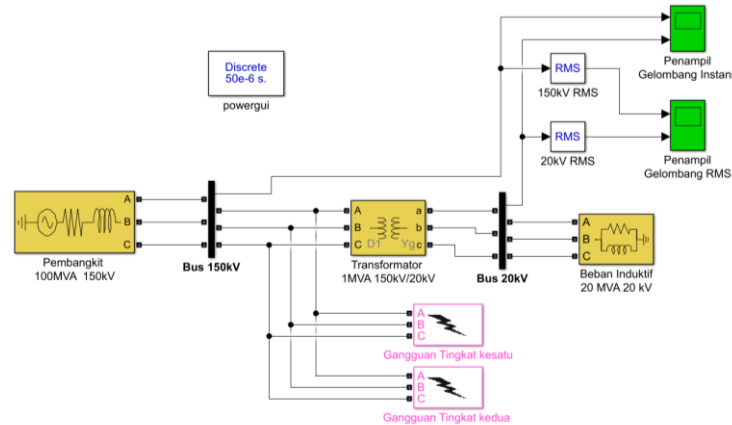 Discrete
50e-6 s.
powergui
RMS
150kV RMS
RMS
20kV RMS
Penampil
Gelombang Instan
Penampil
Gelombang RMS
A
B
C
Pembangkit
100MVA 150kV
Bus 150kV
A
B
C
D1
Yg
a
b
c
Transformator
1MVA 150kV/20kV
Bus 20kV
A
B
C
Beban Induktif
20 MVA 20 kV
A
B
C
Gangguan Tingkat kesatu
A
B
C
Gangguan Tingkat kedua